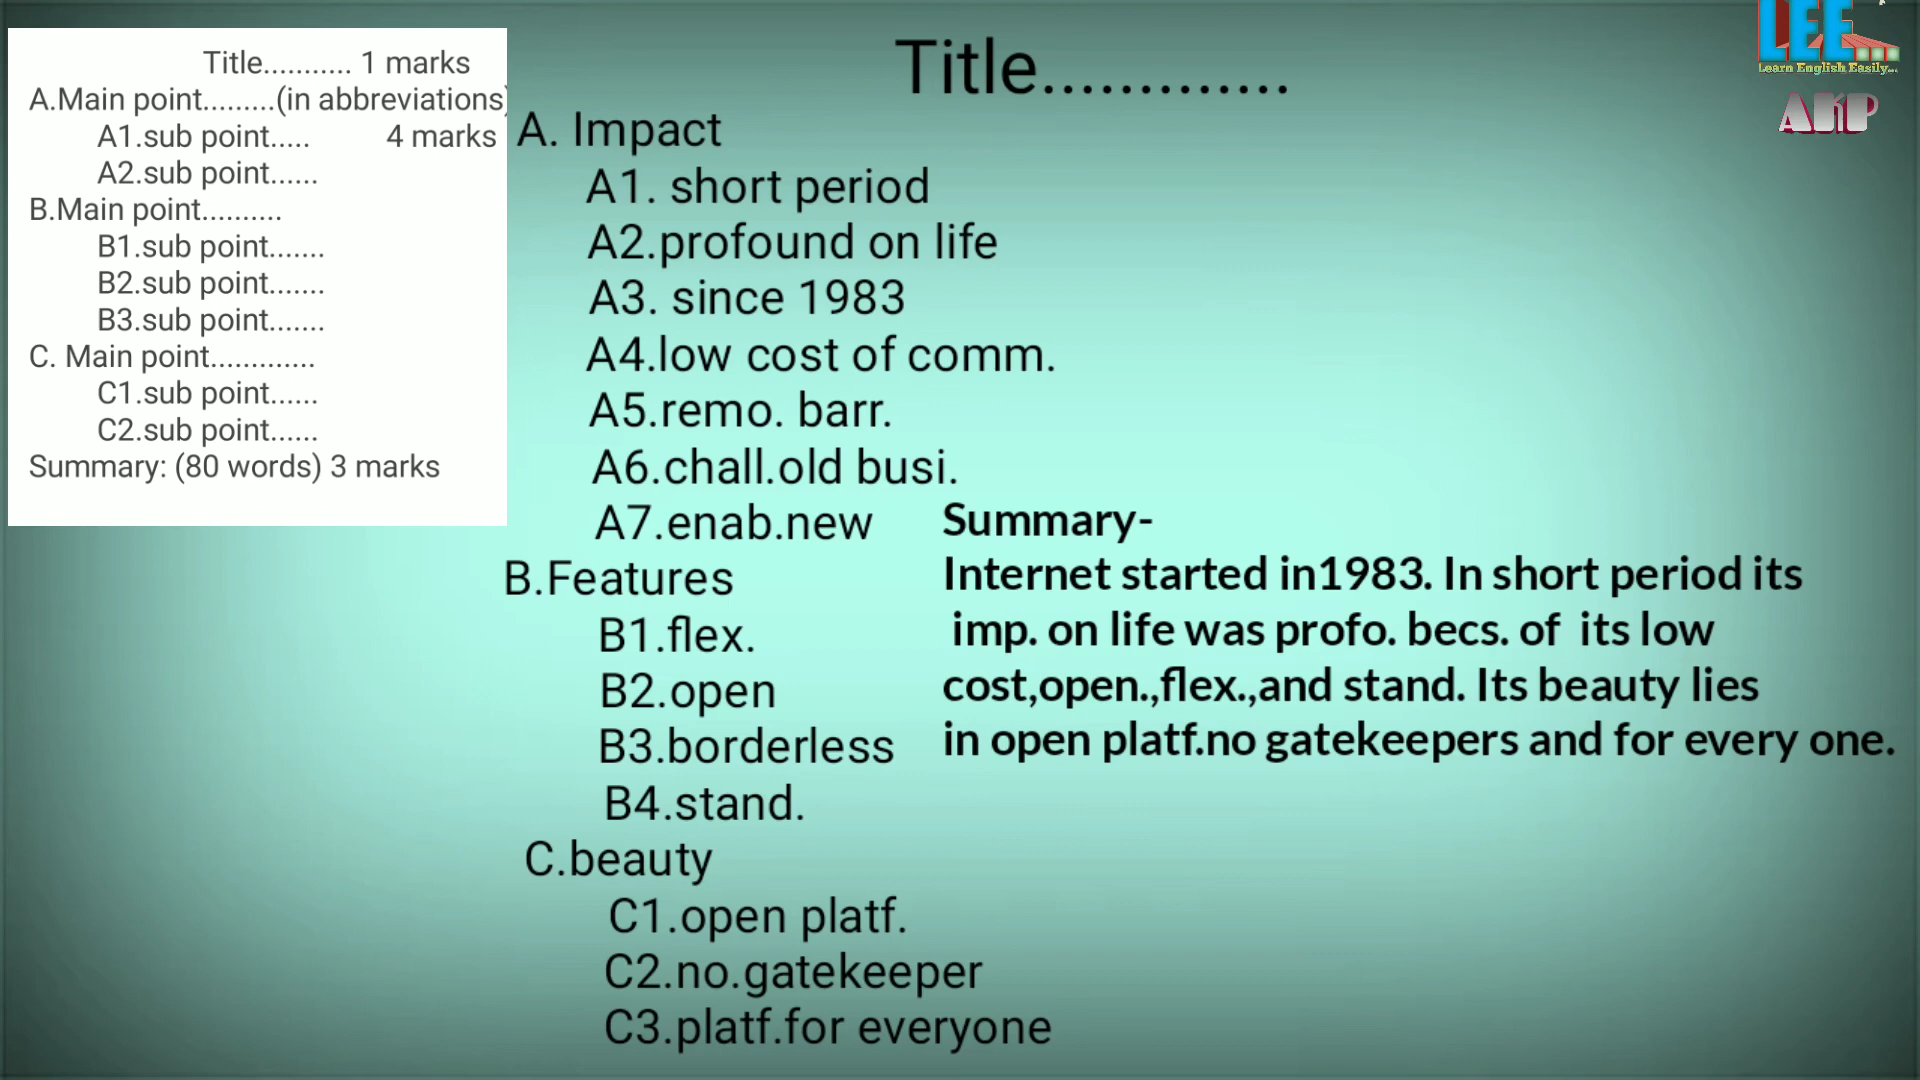 Title........... 1 marks
A.Main point.........(in abbreviations)
A1.sub point..... 4 marks
A2.sub point......
B.Main point..........
B1.sub point.......
B2.sub point.......
B3.sub point.......
C. Main point.............
C1.sub point......
C2.sub point......
Summary: (80 words) 3 marks
Title.............
A. Impact
A1. short period
A2.profound on life
A3. since 1983
A4.low cost of comm.
A5.remo. barr.
A6.chall.old busi.
A7.enab.new
B.Features
B1.flex.
B2.open
B3.borderless
B4.stand.
C.beauty
C1.open platf.
C2.no.gatekeeper
C3.platf.for everyone
Summary-
Internet started in1983. In short period its
imp. on life was profo. becs. of its low
cost,open.,flex.,and stand. Its beauty lies
in open platf.no gatekeepers and for every one.
LEE...
Learn English Easily...
AKP